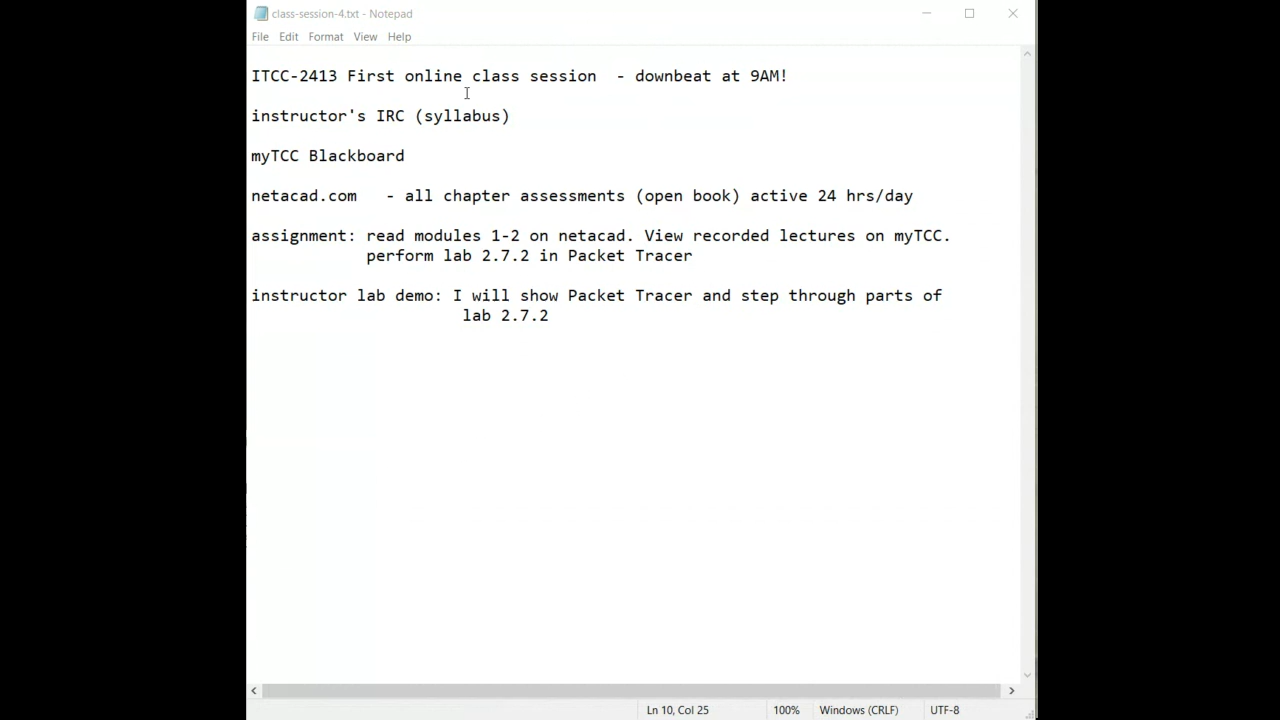 class-session-4.txt - Notepad
File Edit Format View Help
ITCC-2413 First online class session - downbeat at 9AM!
instructor's IRC (syllabus)
myTCC Blackboard
netacad.com - all chapter assessments (open book) active 24 hrs/day
assignment: read modules 1-2 on netacad. View recorded lectures on myTCC.
perform lab 2.7.2 in Packet Tracer
instructor lab demo: I will show Packet Tracer and step through parts of
lab 2.7.2
Ln 10, Col 25 100% Windows (CRLF) UTF-8